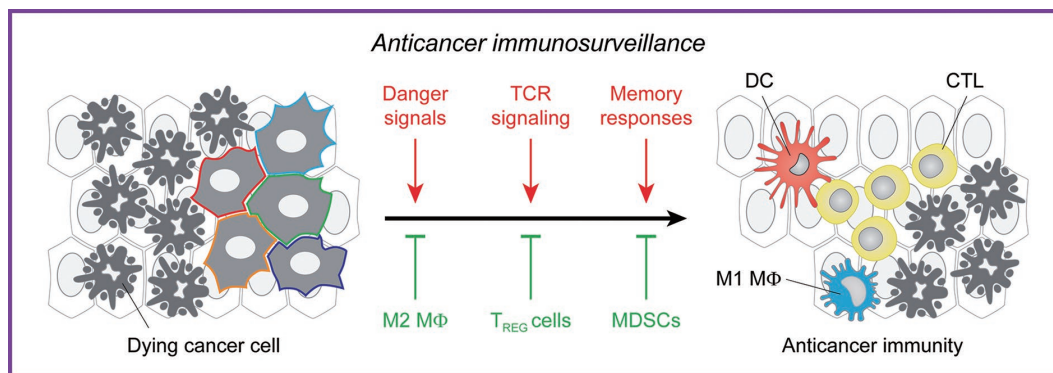 Anticancer immunosurveillance
Danger
signals
TCR
signaling
Memory
responses
DC
CTL
M1 MΦ
M2 MΦ
TREG cells
MDSCs
Dying cancer cell
Anticancer immunity